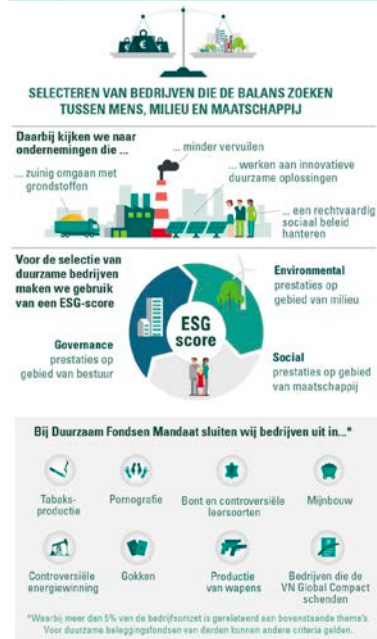 SELECTEREN VAN BEDRIJVEN DIE DE BALANS ZOEKEN
TUSSEN MENS, MILIEU EN MAATSCHAPPIJ
Daarbij kijken we naar
ondernemingen die ...
... minder vervuilen
... zuinig omgaan met
grondstoffen
... werken aan innovatieve
duurzame oplossingen
... een rechtvaardig
sociaal beleid
hanteren
Voor de selectie van
duurzame bedrijven
maken we gebruik
van een ESG-score
Environmental
prestaties op
gebied van milieu
ESG
score
Governance
prestaties op
gebied van bestuur
Social
prestaties op gebied
van maatschappij
Bij Duurzaam Fondsen Mandaat sluiten wij bedrijven uit in...*
Tabaks-
productie
Pornografie
Bont en controversiële
leersoorten
Mijnbouw
Controversiële
energiewinning
Gokken
Productie
van wapens
Bedrijven die de
VN Global Compact
schenden
*Waarbij meer dan 5% van de bedrijfsomzet is gerelateerd aan bovenstaande thema's.
Voor duurzame beleggingsfondsen van derden kunnen andere criteria gelden.